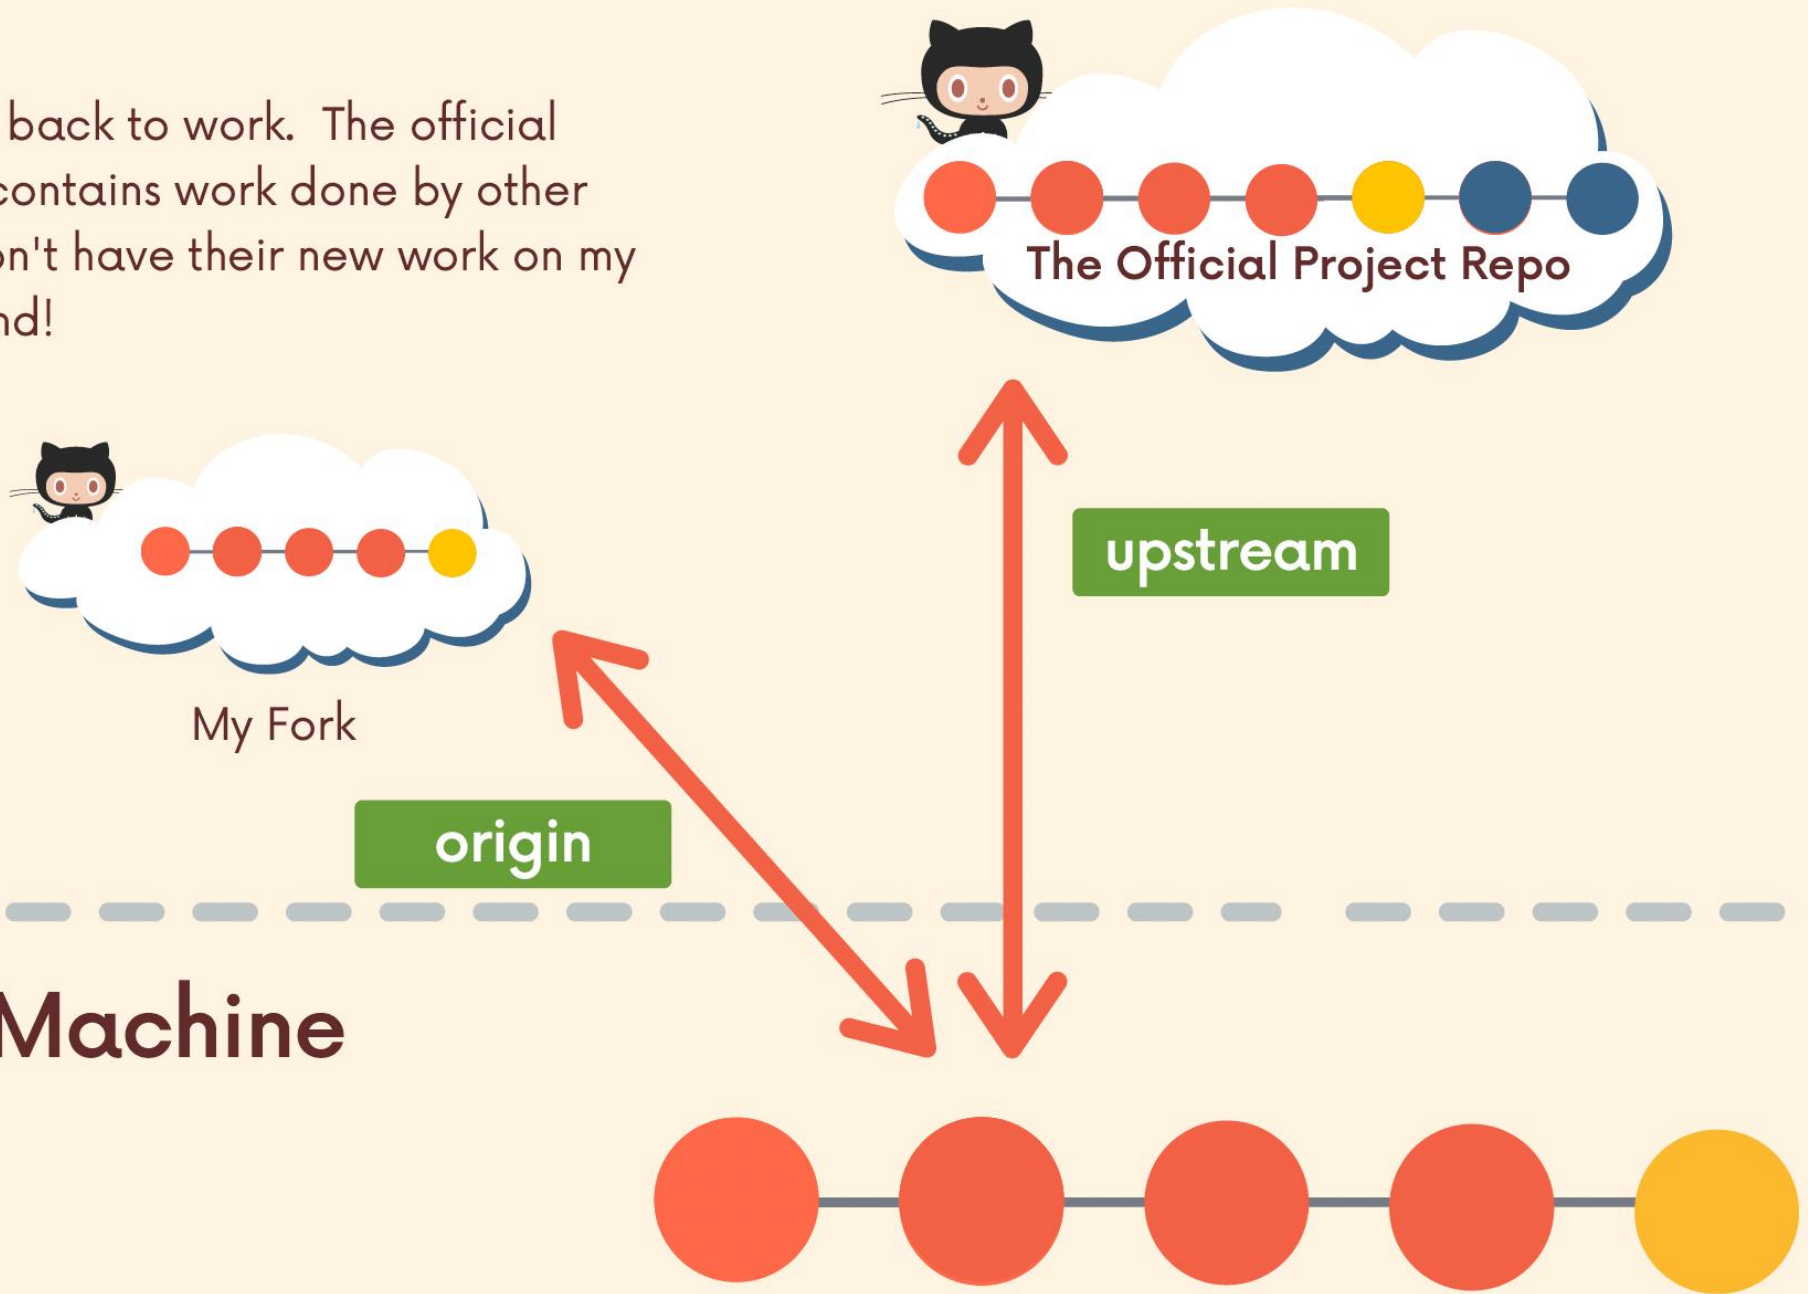 back to work. The official
contains work done by other
n't have their new work on my
nd!
The Official Project Repo
upstream
My Fork
origin
Machine